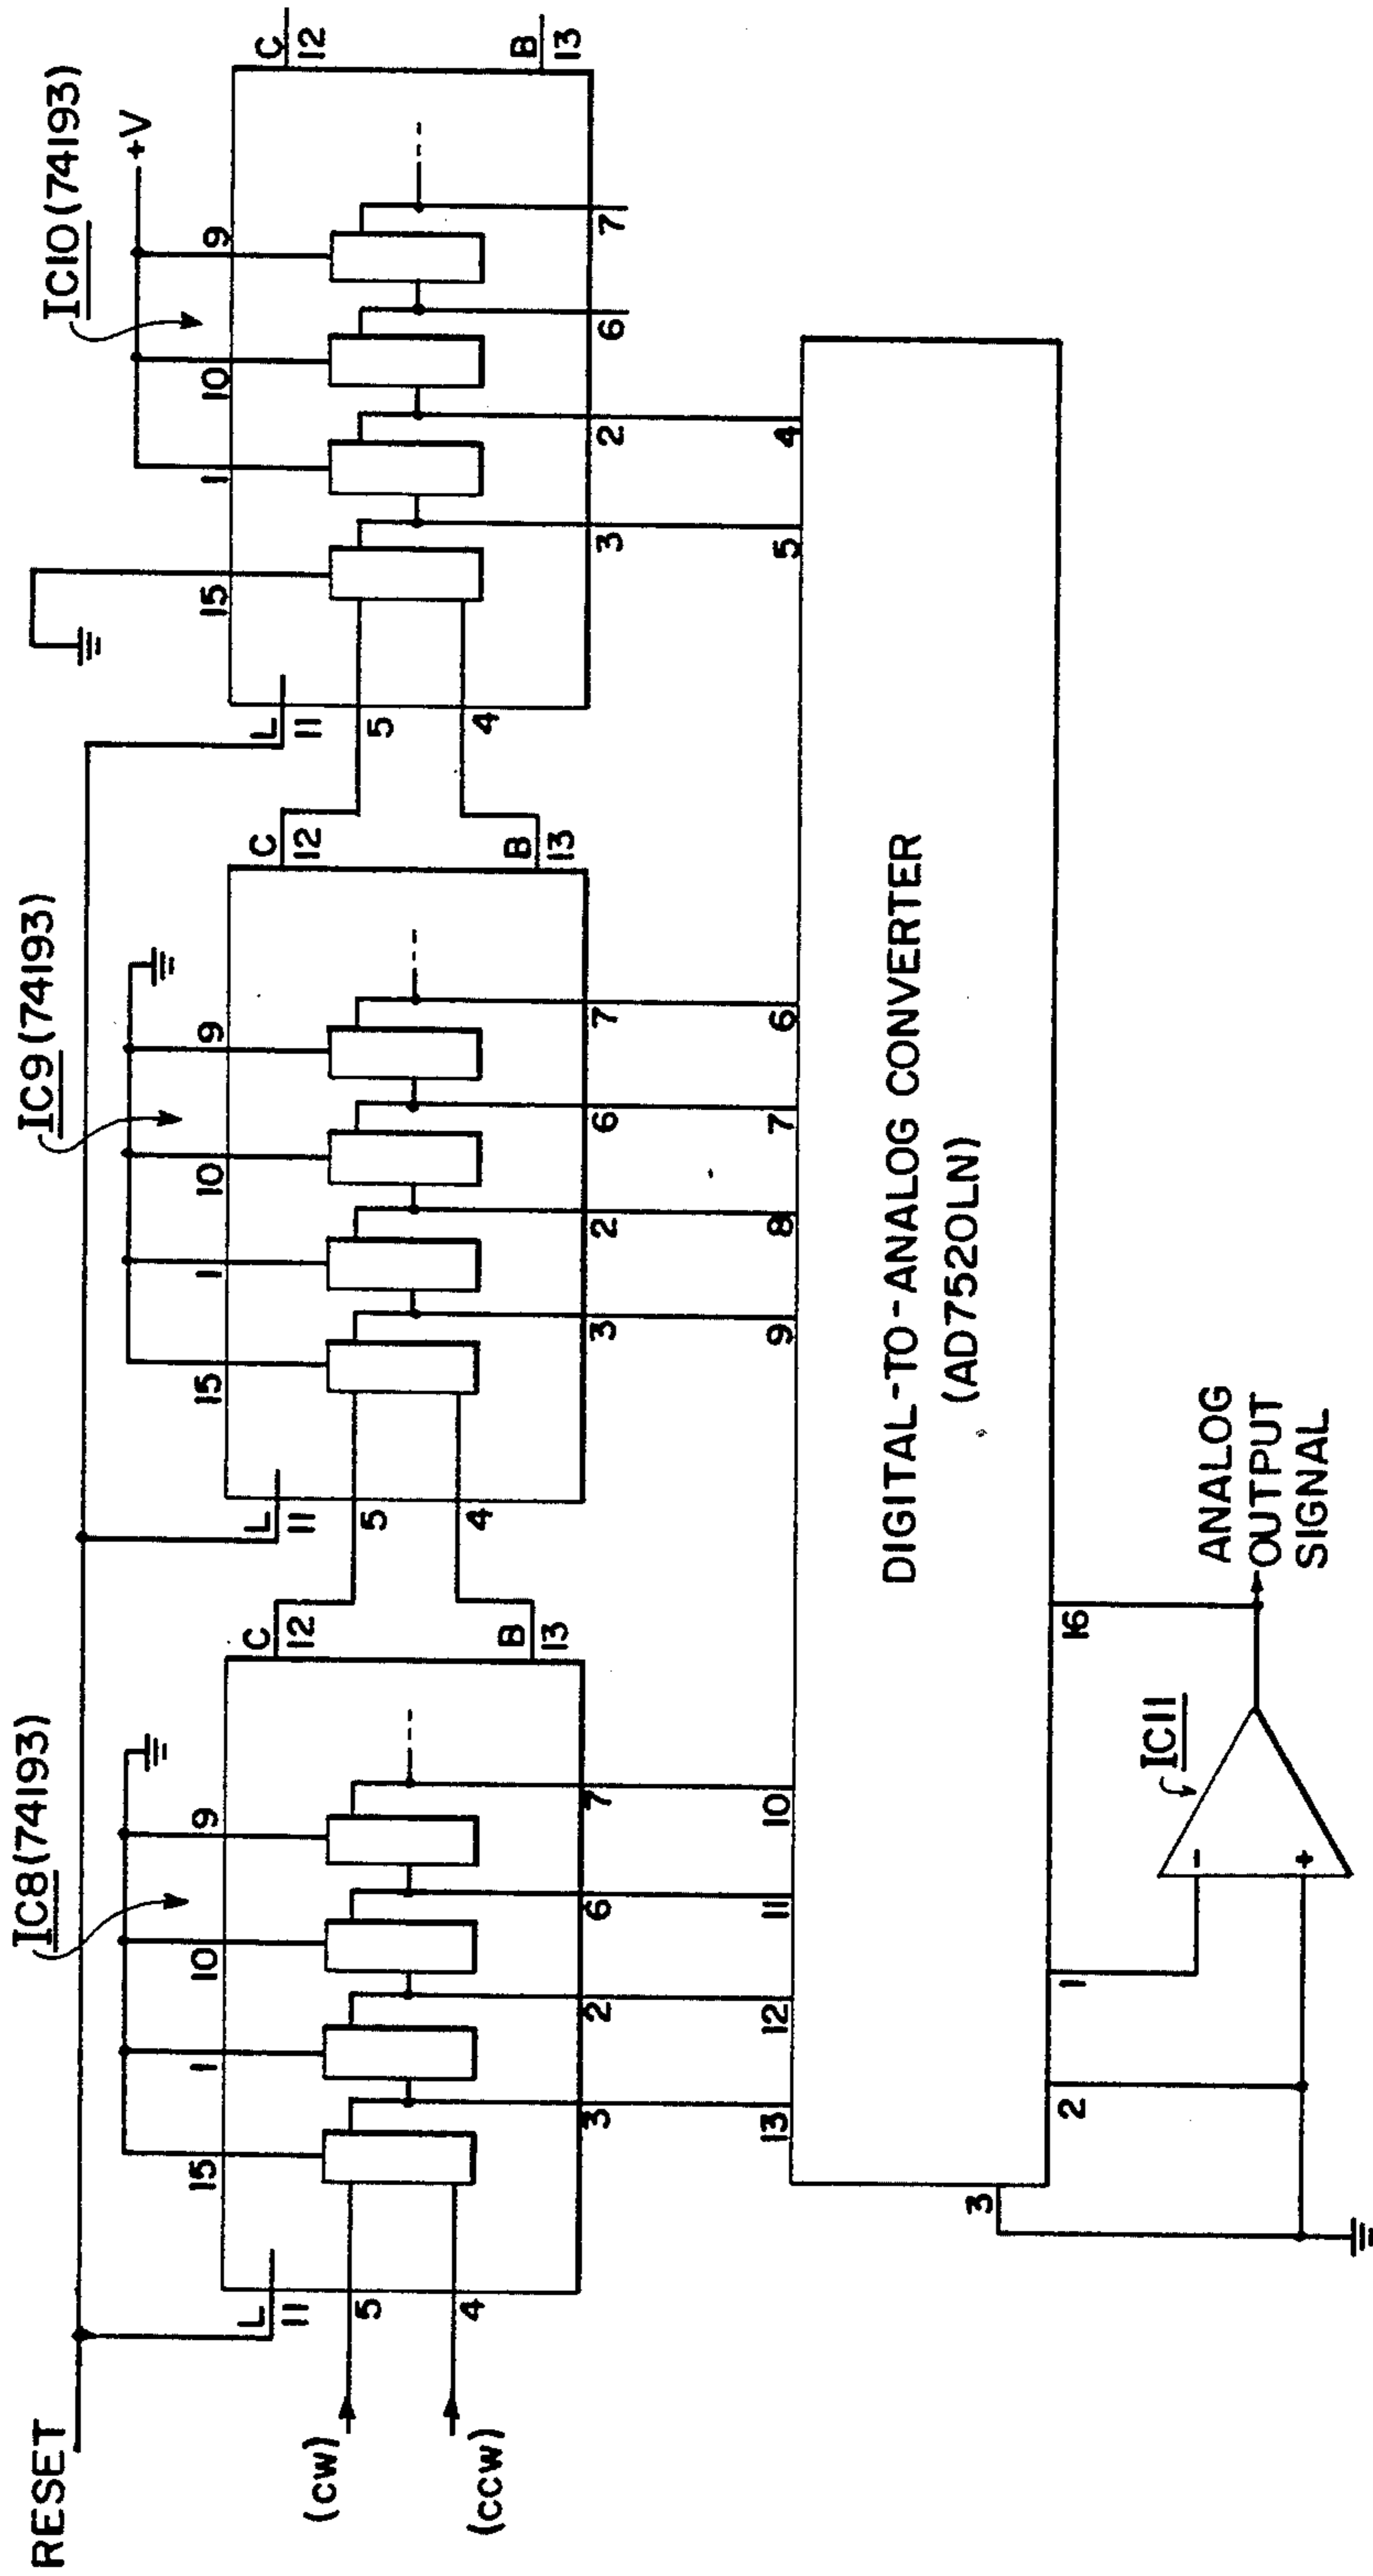 RESET
IC8 (74193)
IC9 (74193)
IC10 (74193)
+V
15 1 10 9
15 1 10 9
15 1 10 9
L
11
C
12
L
11
C
12
L
11
C
12
(CW)
5
5
5
(CCW)
4
B
13
4
B
13
4
B
13
3 2 6 7
3 2 6 7
3 2 6 7
13 12 11 10 9 8 7 6 5 4
DIGITAL-TO-ANALOG CONVERTER
(AD7520LN)
3
2 1 16
IC11
-
+
ANALOG
OUTPUT
SIGNAL